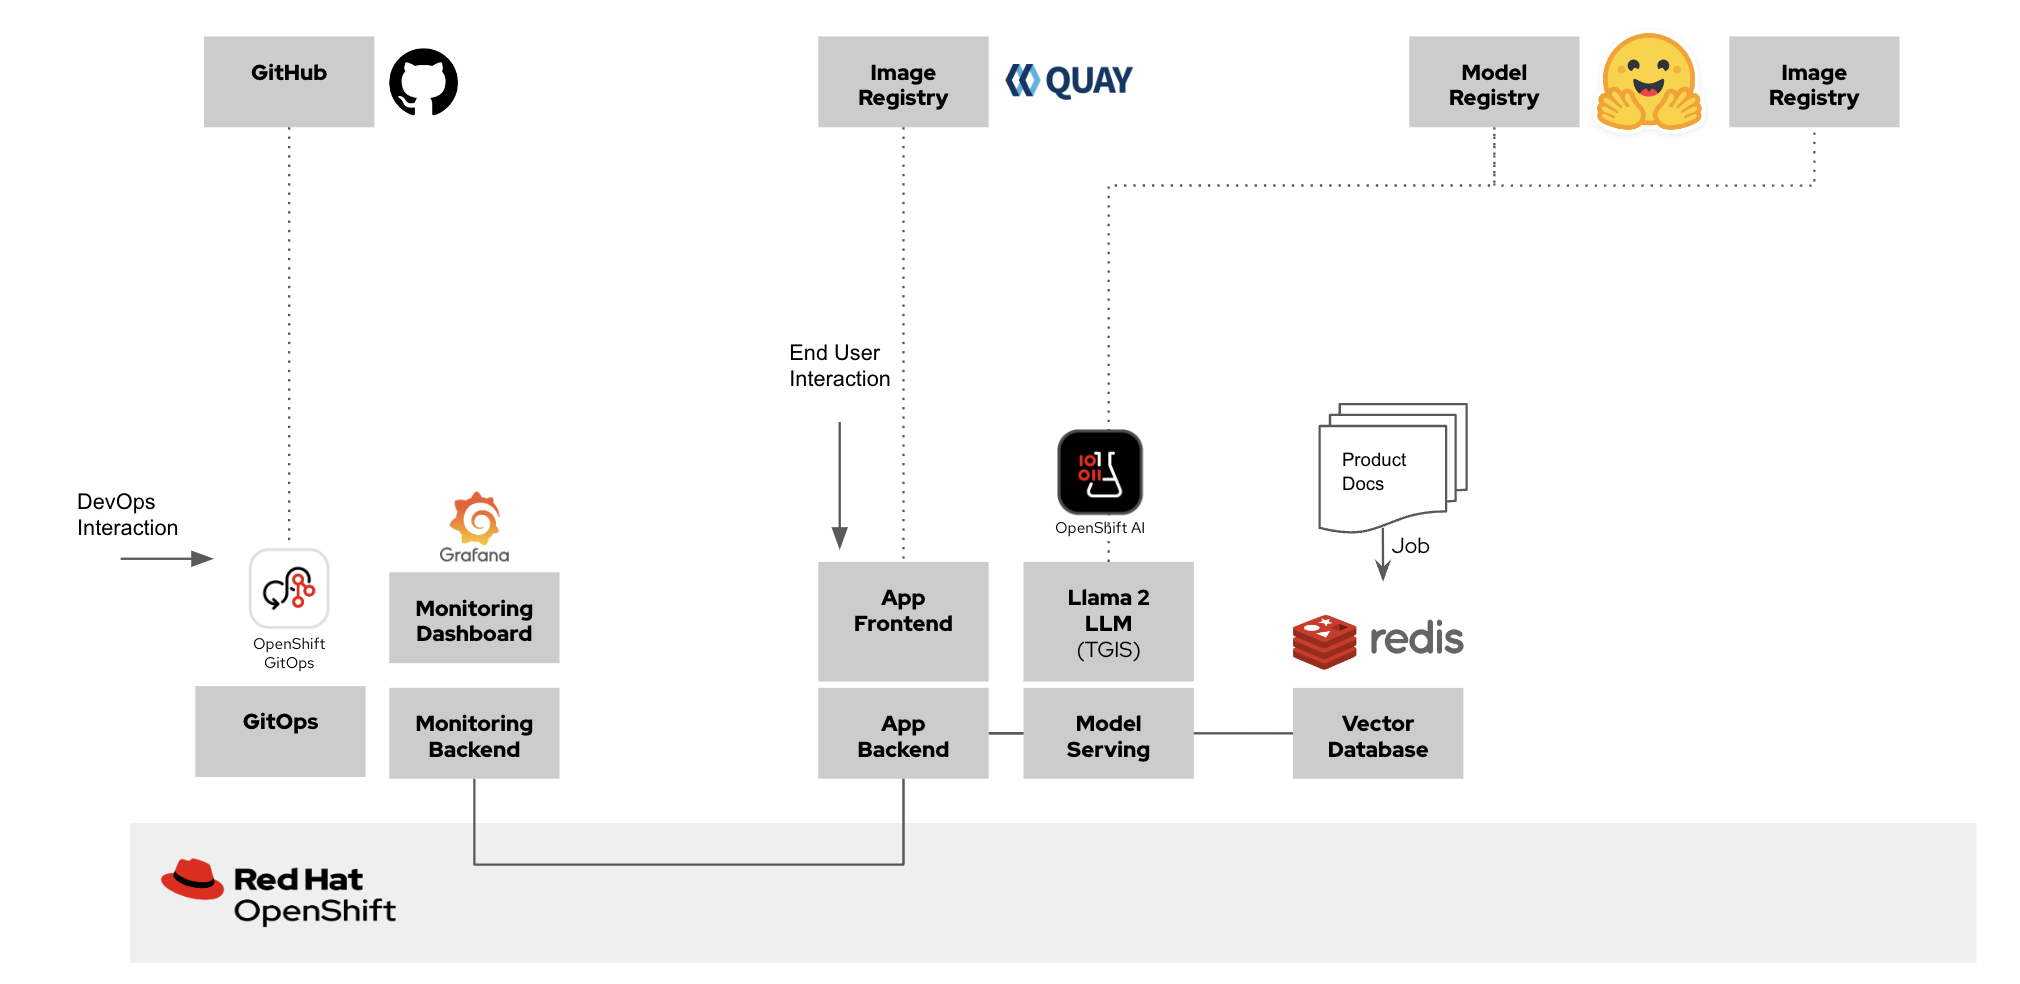 GitHub
Image
Registry
QUAY
Model
Registry
Image
Registry
End User
Interaction
DevOps
Interaction
Grafana
OpenShift
GitOps
Monitoring
Dashboard
GitOps
Monitoring
Backend
App
Frontend
1011
011
OpenShift AI
Llama 2
LLM
(TGIS)
Product
Docs
Job
redis
App
Backend
Model
Serving
Vector
Database
Red Hat
OpenShift